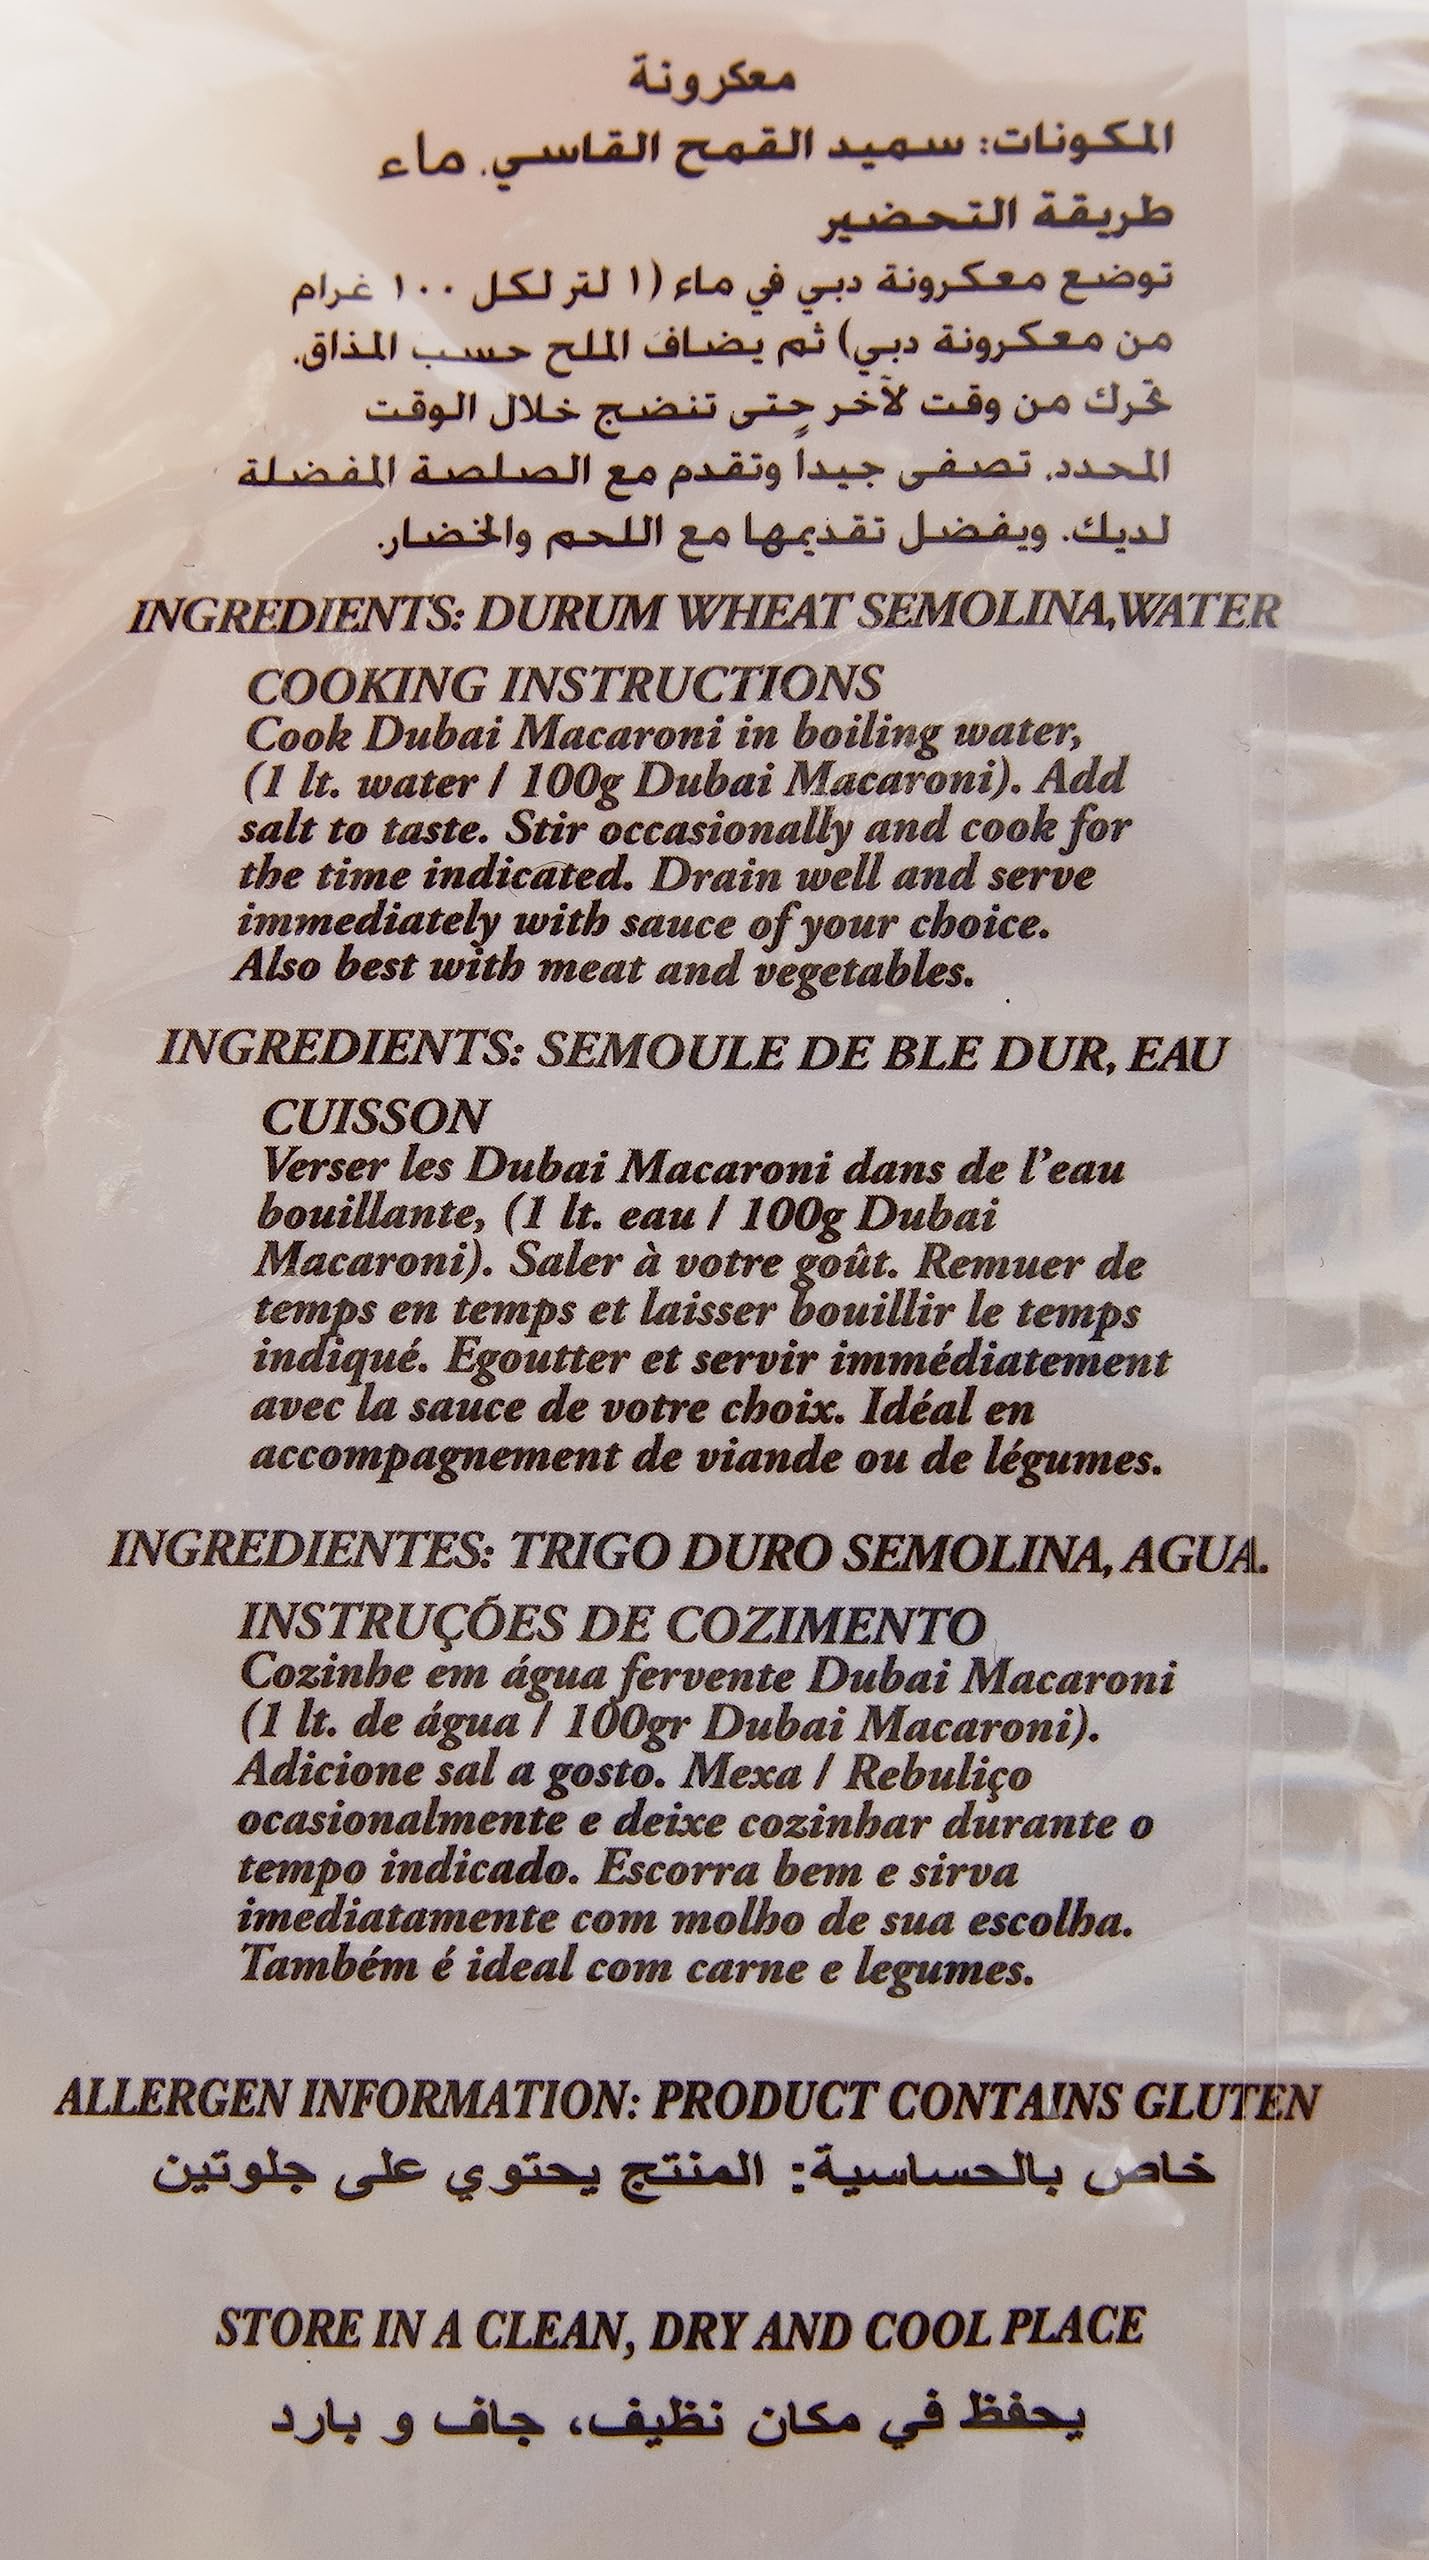 معكرونة
المكونات: سميد القمح القاسي. ماء
طريقة التحضير
توضع معكرونة دبي في ماء (١ لتر لكل ١٠٠ غرام
من معكرونة دبي) ثم يضاف الملح حسب المذاق.
تحرك من وقت لآخر حتى تنضج خلال الوقت
المحدد. تصفى جيداً وتقدم مع الصلصة المفضلة
لديك. ويفضل تقديمها مع اللحم والخضار.
INGREDIENTS: DURUM WHEAT SEMOLINA,WATER
COOKING INSTRUCTIONS
Cook Dubai Macaroni in boiling water,
(1 lt. water / 100g Dubai Macaroni). Add
salt to taste. Stir occasionally and cook for
the time indicated. Drain well and serve
immediately with sauce of your choice.
Also best with meat and vegetables.
INGREDIENTS: SEMOULE DE BLE DUR, EAU
CUISSON
Verser les Dubai Macaroni dans de l'eau
bouillante, (1 lt. eau / 100g Dubai
Macaroni). Saler à votre goût. Remuer de
temps en temps et laisser bouillir le temps
indiqué. Egoutter et servir immédiatement
avec la sauce de votre choix. Idéal en
accompagnement de viande ou de légumes.
INGREDIENTES: TRIGO DURO SEMOLINA, AGUA.
INSTRUÇÕES DE COZIMENTO
Cozinhe em água fervente Dubai Macaroni
(1 lt. de água / 100gr Dubai Macaroni).
Adicione sal a gosto. Mexa / Rebuliço
ocasionalmente e deixe cozinhar durante o
tempo indicado. Escorra bem e sirva
imediatamente com molho de sua escolha.
Também é ideal com carne e legumes.
ALLERGEN INFORMATION: PRODUCT CONTAINS GLUTEN
خاص بالحساسية: المنتج يحتوي على جلوتين
STORE IN A CLEAN, DRY AND COOL PLACE
يحفظ في مكان نظيف، جاف و بارد